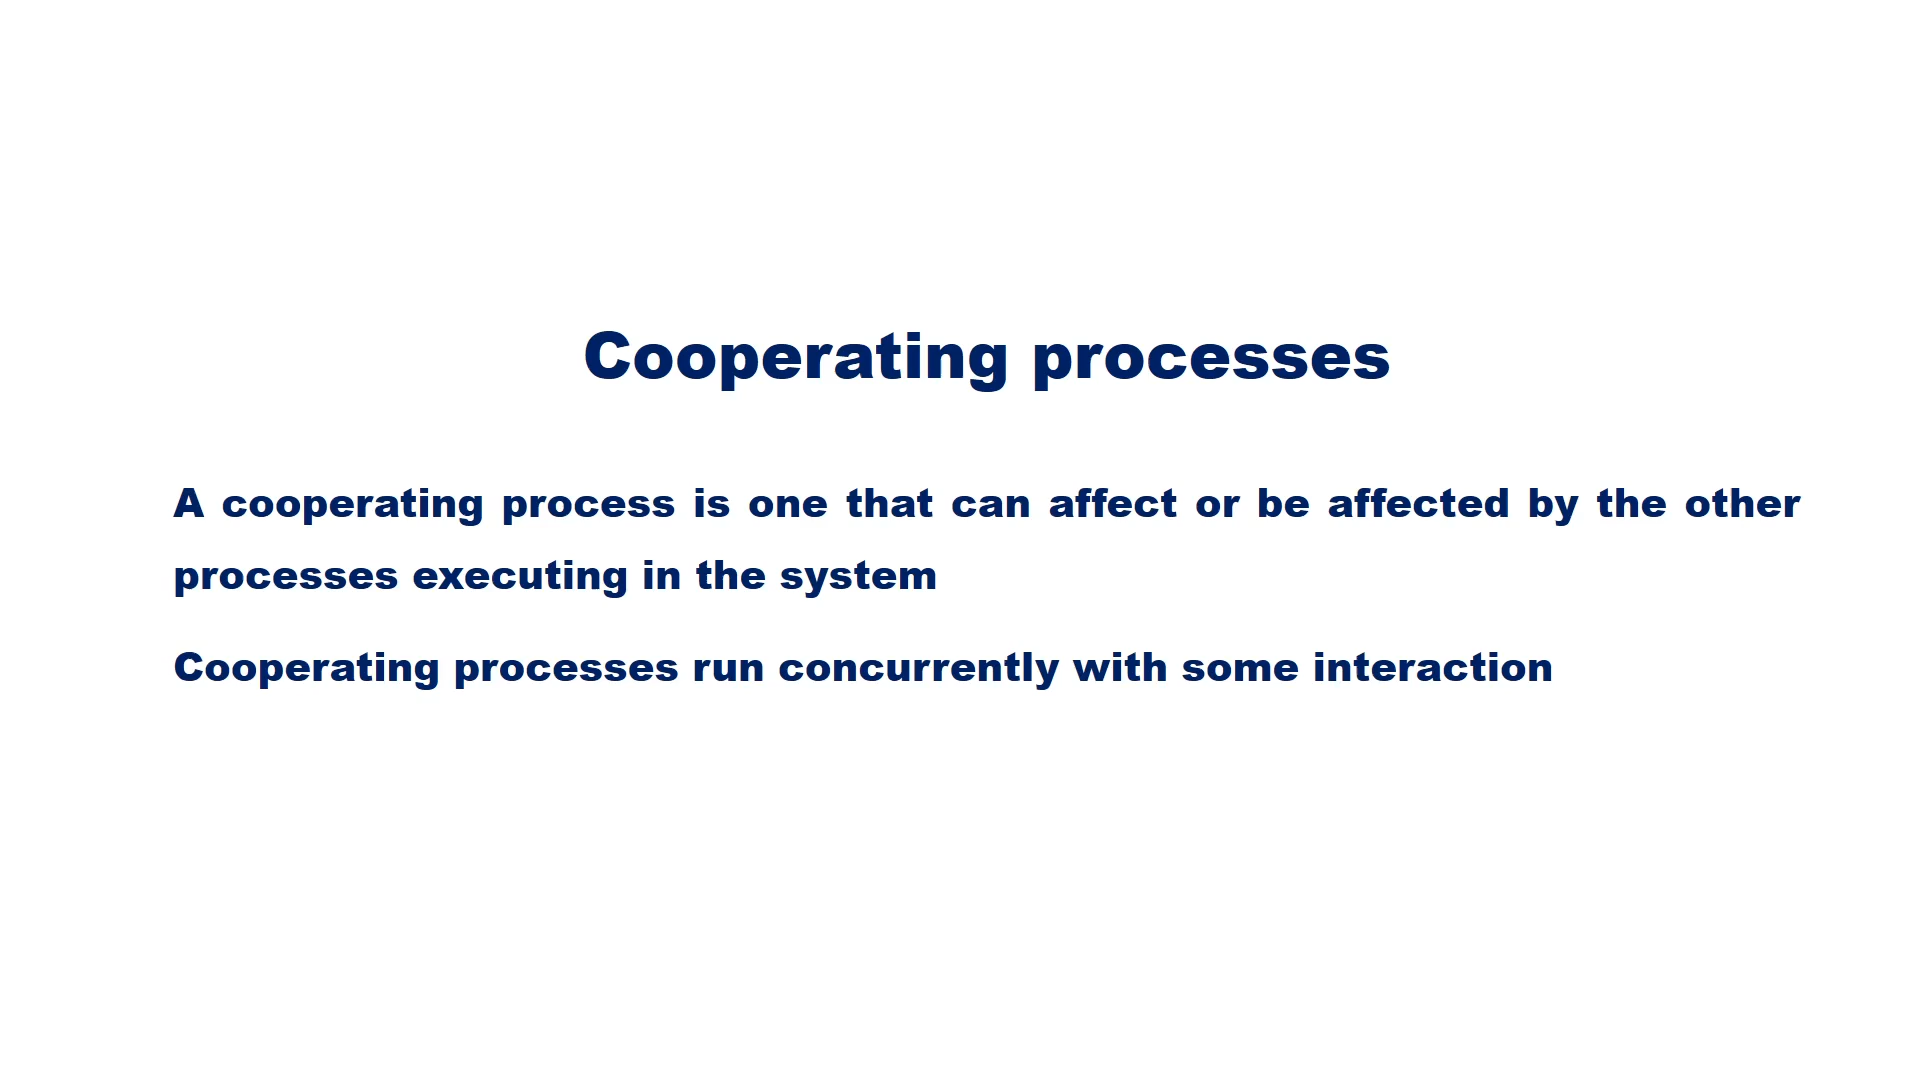 Cooperating processes
A cooperating process is one that can affect or be affected by the other
processes executing in the system
Cooperating processes run concurrently with some interaction